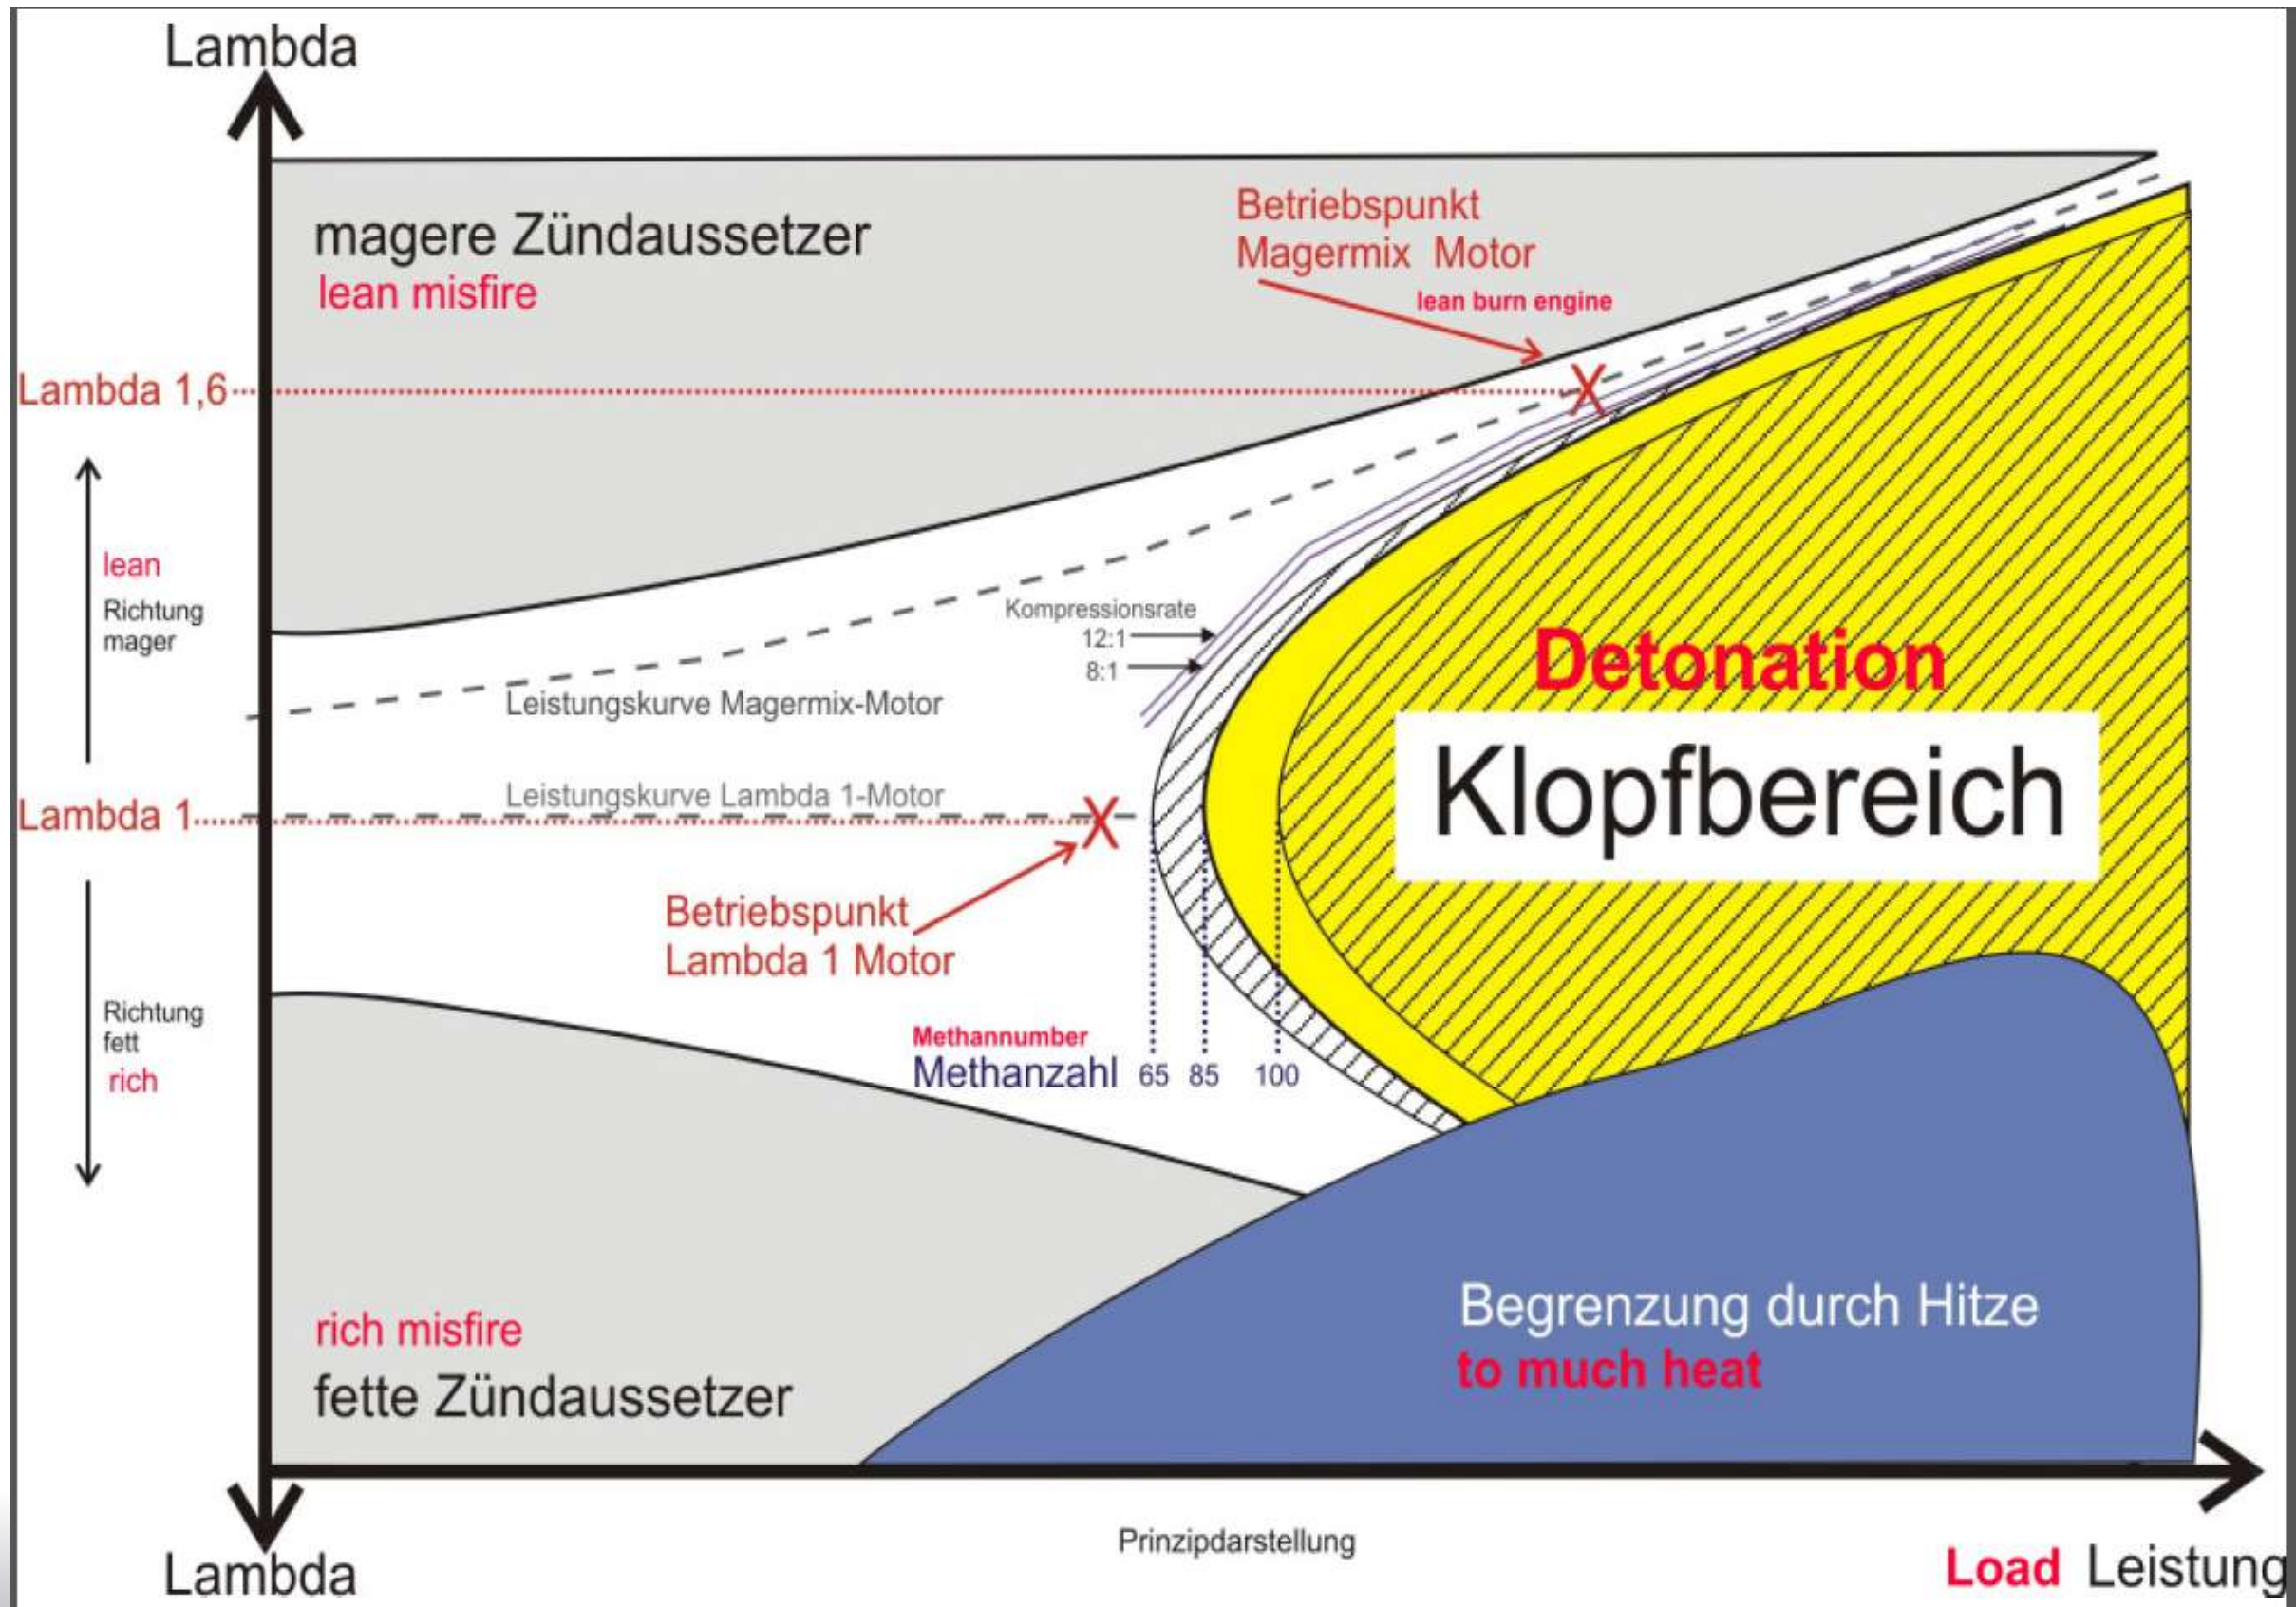 Lambda
magere Zündaussetzer
lean misfire
Betriebspunkt
Magermix Motor
lean burn engine
Lambda 1,6
lean
Richtung
mager
Kompressionsrate
12:1
8:1
Leistungskurve Magermix-Motor
Detonation
Klopfbereich
Leistungskurve Lambda 1-Motor
Lambda 1
Betriebspunkt
Lambda 1 Motor
Richtung
fett
rich
Methannumber
Methanzahl 65 85 100
rich misfire
fette Zündaussetzer
Begrenzung durch Hitze
to much heat
Prinzipdarstellung
Lambda
Load Leistung